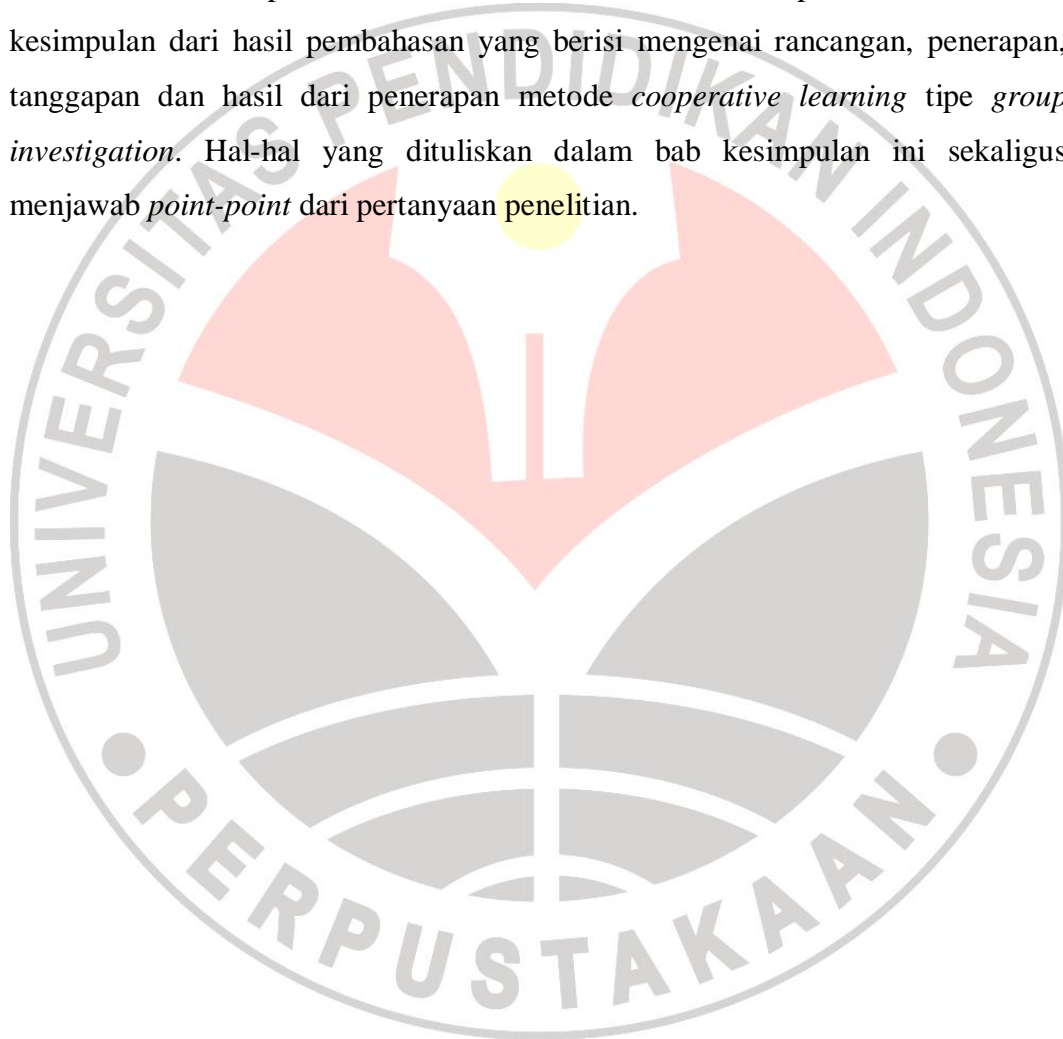 kesimpulan dari hasil pembahasan yang berisi mengenai rancangan, penerapan,
tanggapan dan hasil dari penerapan metode cooperative learning tipe group
investigation. Hal-hal yang dituliskan dalam bab kesimpulan ini sekaligus
menjawab point-point dari pertanyaan penelitian.
UNIVERSITAS PENDIDIKAN INDONESIA
PERPUSTAKAAN